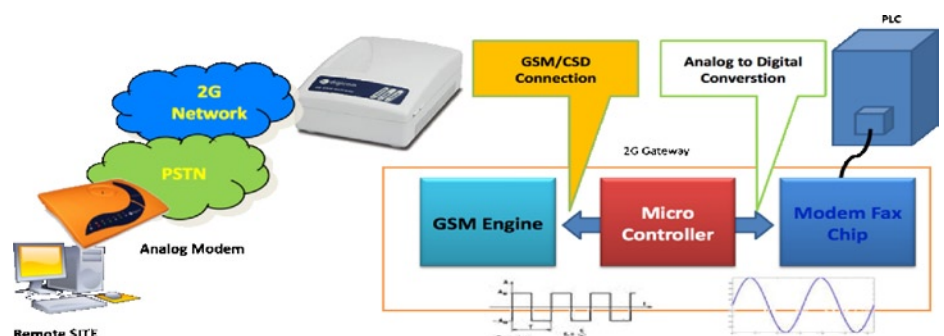 PLC
2G
Network
GSM/CSD
Connection
Analog to Digital
Converstion
PSTN
2G Gateway
GSM Engine
Micro
Controller
Modem Fax
Chip
Analog Modem
Remote SITE